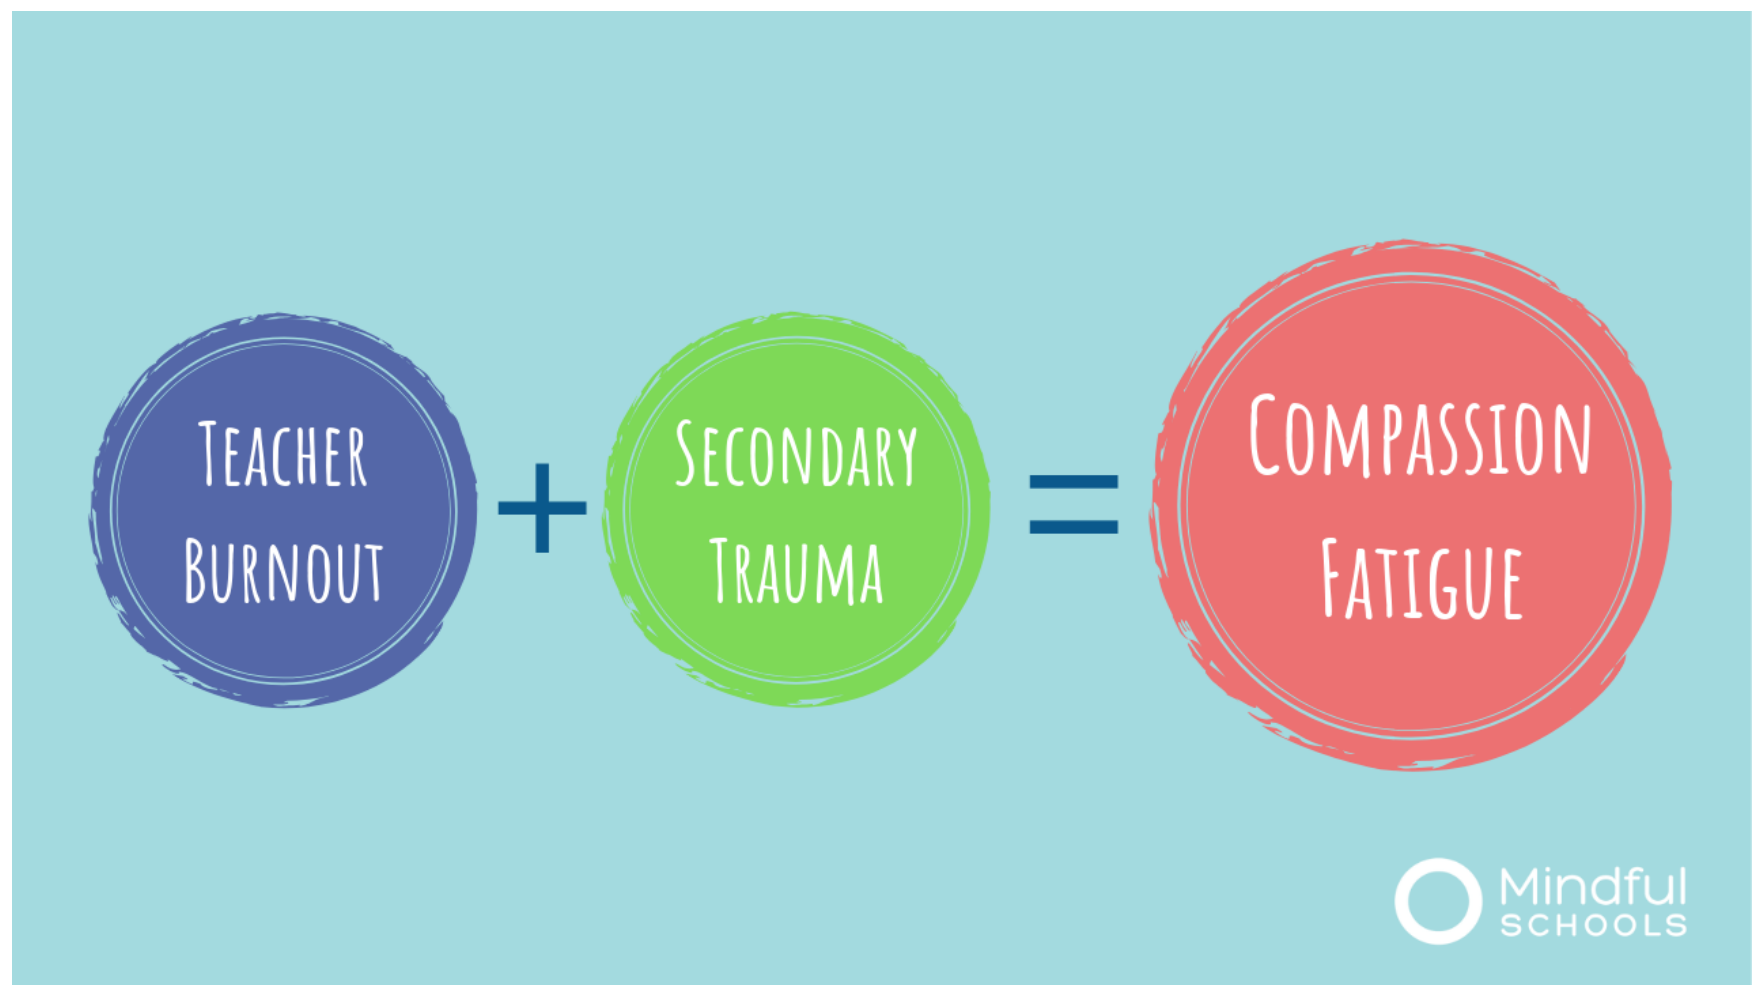 Teacher
Burnout
+
Secondary
Trauma
=
Compassion
Fatigue
Mindful
SCHOOLS